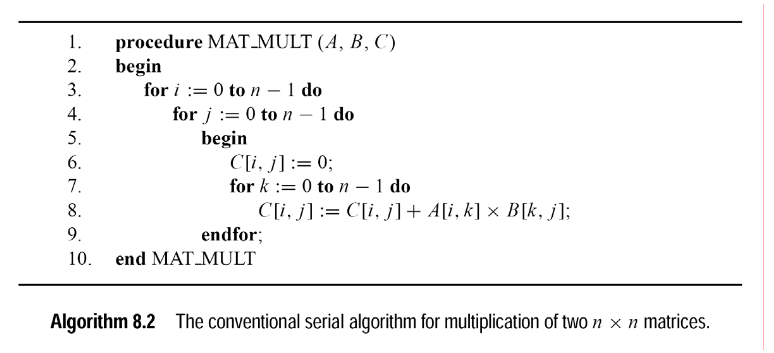 1. procedure MAT_MULT (A, B, C)
2. begin
3. for i := 0 to n − 1 do
4. for j := 0 to n − 1 do
5. begin
6. C[i, j] := 0;
7. for k := 0 to n − 1 do
8. C[i, j] := C[i, j] + A[i, k] × B[k, j];
9. endfor;
10. end MAT_MULT
Algorithm 8.2 The conventional serial algorithm for multiplication of two n × n matrices.